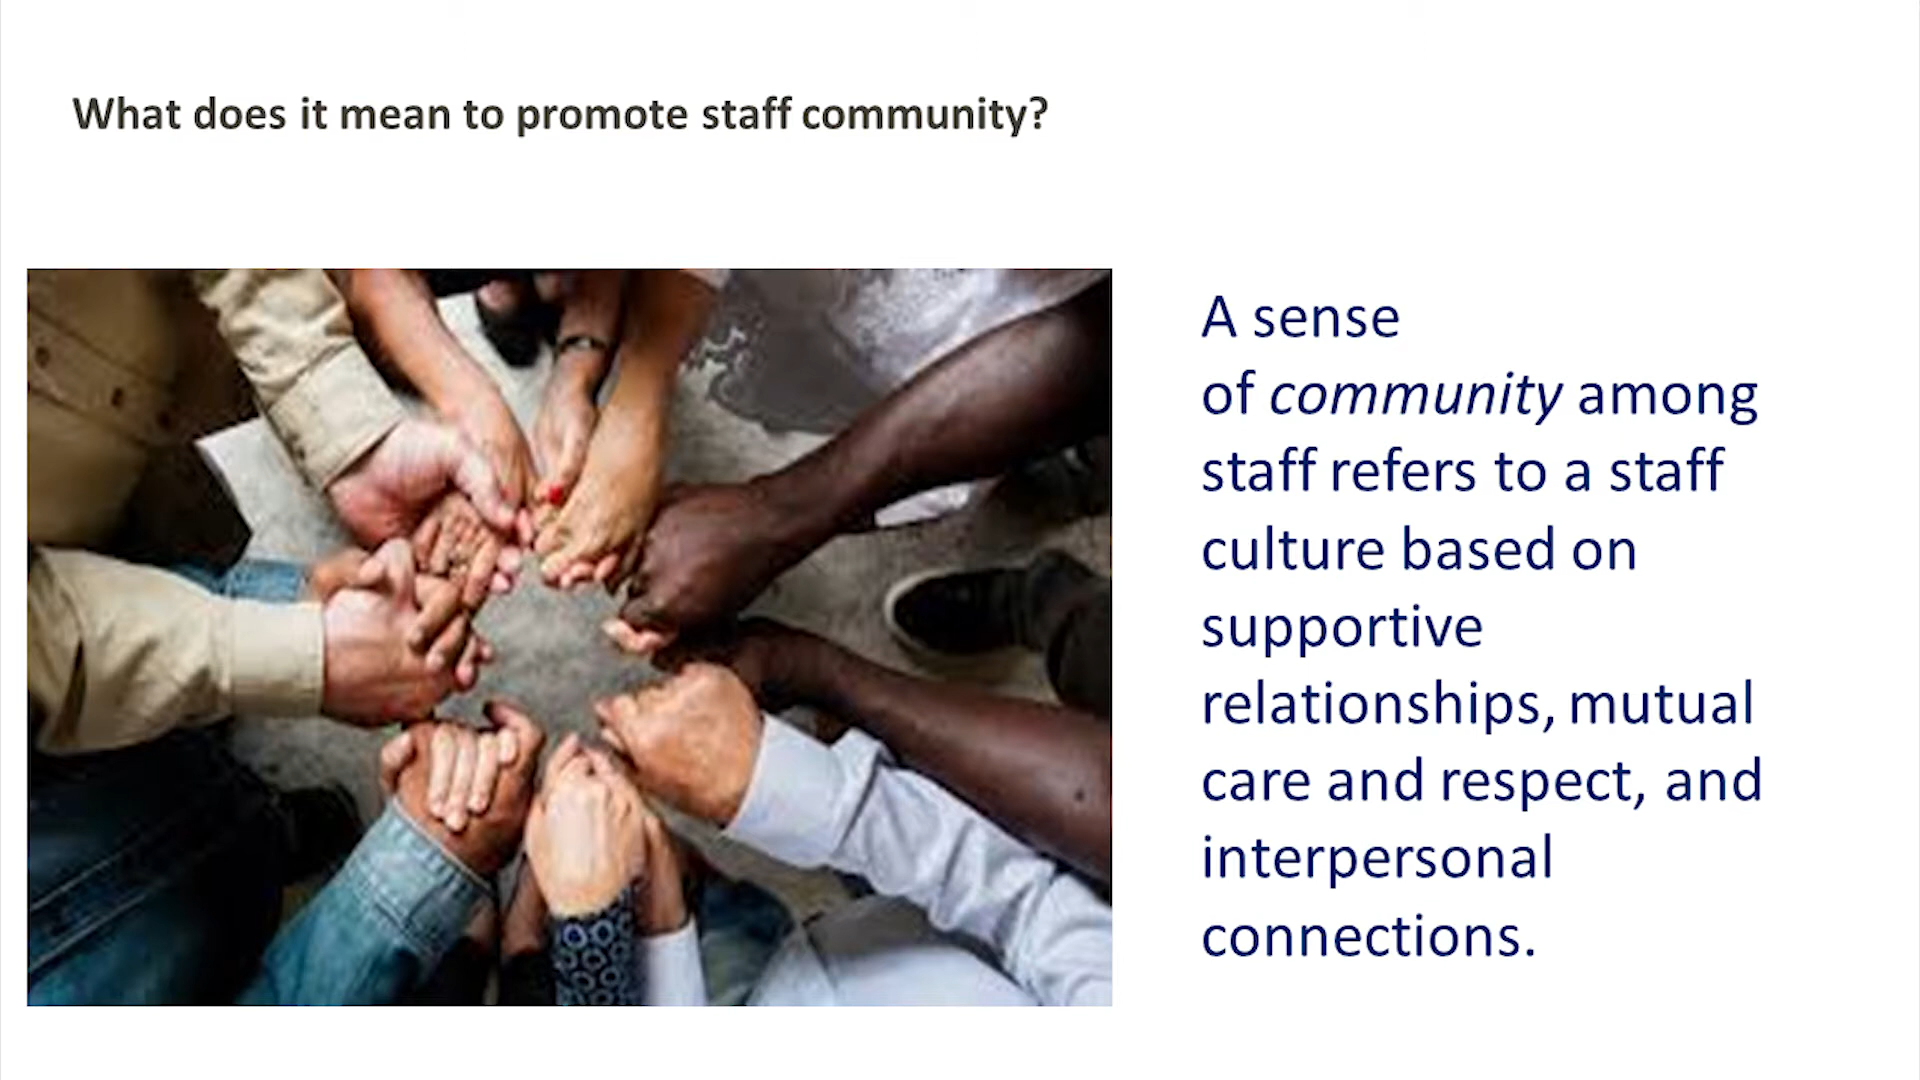 What does it mean to promote staff community?
A sense
of community among
staff refers to a staff
culture based on
supportive
relationships, mutual
care and respect, and
interpersonal
connections.